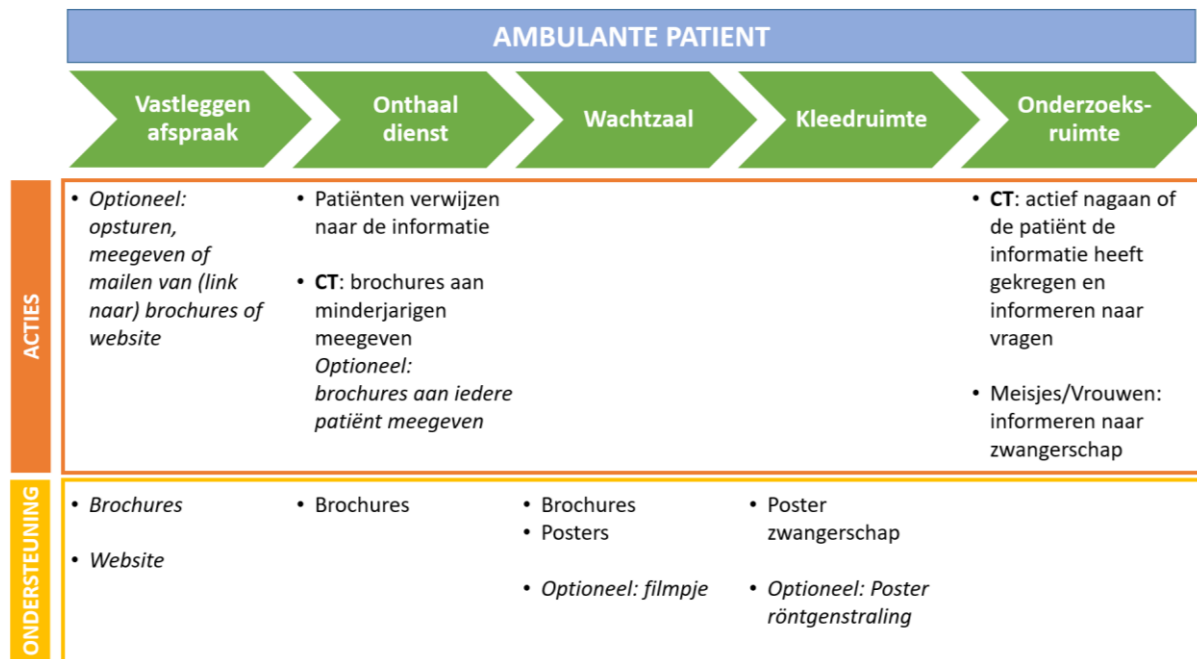 AMBULANTE PATIENT
Vastleggen
afspraak
Onthaal
dienst
Wachtzaal
Kleedruimte
Onderzoeks-
ruimte
ACTIES
• Optioneel:
opsturen,
meegeven of
mailen van (link
naar) brochures of
website
• Patiënten verwijzen
naar de informatie
• CT: brochures aan
minderjarigen
meegeven
Optioneel:
brochures aan iedere
patiënt meegeven
• CT: actief nagaan of
de patiënt de
informatie heeft
gekregen en
informeren naar
vragen
• Meisjes/Vrouwen:
informeren naar
zwangerschap
ONDERSTEUNING
• Brochures
• Website
• Brochures
• Brochures
• Posters
• Optioneel: filmpje
• Poster
zwangerschap
• Optioneel: Poster
röntgenstraling